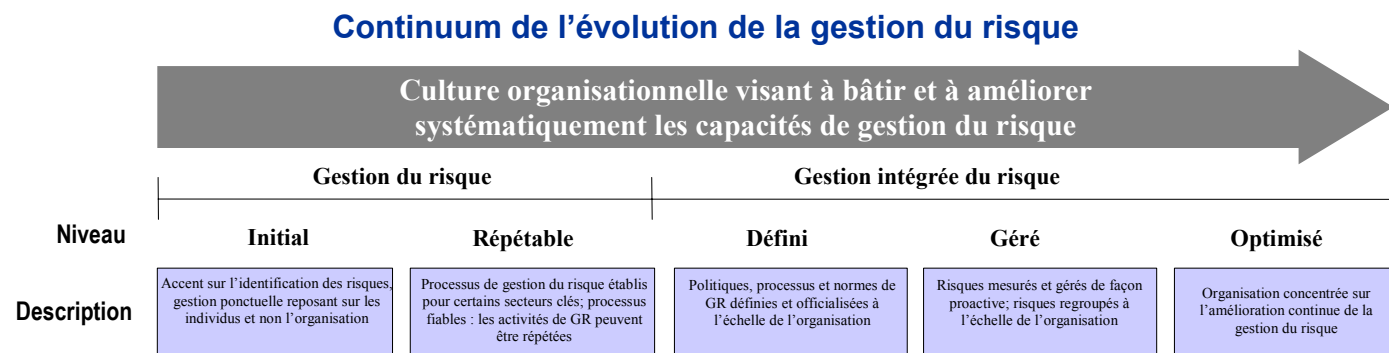 Continuum de l’évolution de la gestion du risque
Culture organisationnelle visant à bâtir et à améliorer
systématiquement les capacités de gestion du risque
Gestion du risque
Gestion intégrée du risque
Niveau
Initial
Répétable
Défini
Géré
Optimisé
Description
Accent sur l’identification des risques,
gestion ponctuelle reposant sur les
individus et non l’organisation
Processus de gestion du risque établis
pour certains secteurs clés; processus
fiables : les activités de GR peuvent
être répétées
Politiques, processus et normes de
GR définies et officialisées à
l’échelle de l’organisation
Risques mesurés et gérés de façon
proactive; risques regroupés à
l’échelle de l’organisation
Organisation concentrée sur
l’amélioration continue de la
gestion du risque